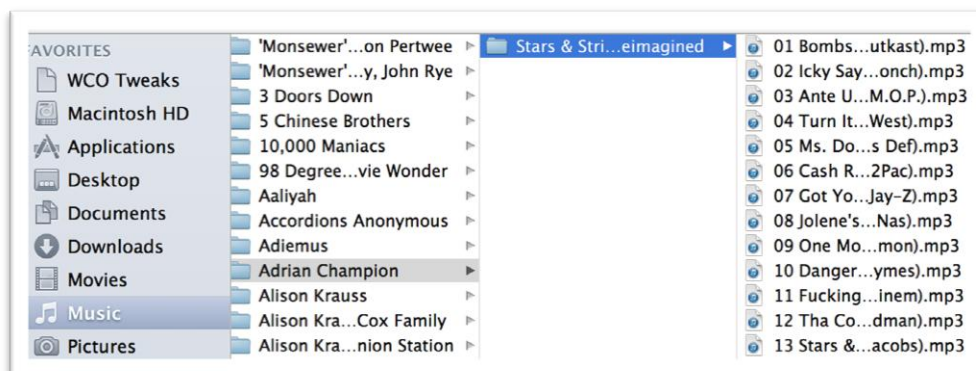 FAVORITES
WCO Tweaks
Macintosh HD
Applications
Desktop
Documents
Downloads
Movies
Music
Pictures
'Monsewer'...on Pertwee
'Monsewer'...y, John Rye
3 Doors Down
5 Chinese Brothers
10,000 Maniacs
98 Degree...vie Wonder
Aaliyah
Accordions Anonymous
Adiemus
Adrian Champion
Alison Krauss
Alison Kra...Cox Family
Alison Kra...nion Station
Stars & Stri...eimagined
01 Bombs...utkast).mp3
02 Icky Say...onch).mp3
03 Ante U...M.O.P.).mp3
04 Turn It...West).mp3
05 Ms. Do...s Def).mp3
06 Cash R...2Pac).mp3
07 Got Yo...Jay-Z).mp3
08 Jolene's...Nas).mp3
09 One Mo...mon).mp3
10 Danger...ymes).mp3
11 Fucking...inem).mp3
12 Tha Co...dman).mp3
13 Stars &...acobs).mp3